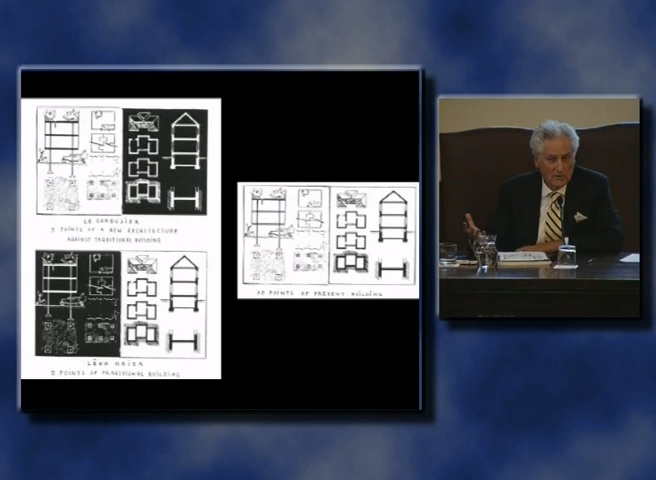 LE CORBUSIER
5 POINTS OF A NEW ARCHITECTURE
AGAINST TRADITIONAL BUILDING
LÉON KRIER
5 POINTS OF TRADITIONAL BUILDING
10 POINTS OF PRESENT BUILDING